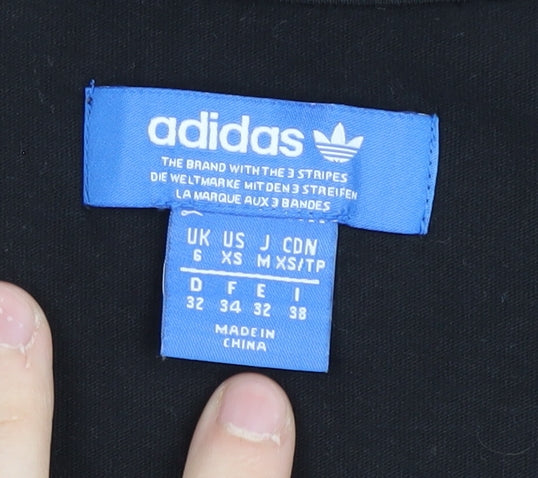 adidas
THE BRAND WITH THE 3 STRIPES
DIE WELTMARKE MIT DEN 3 STREIFEN
LA MARQUE AUX 3 BANDES
UK US J CDN
6 XS M XS/TP
D F E I
32 34 32 38
MADE IN
CHINA